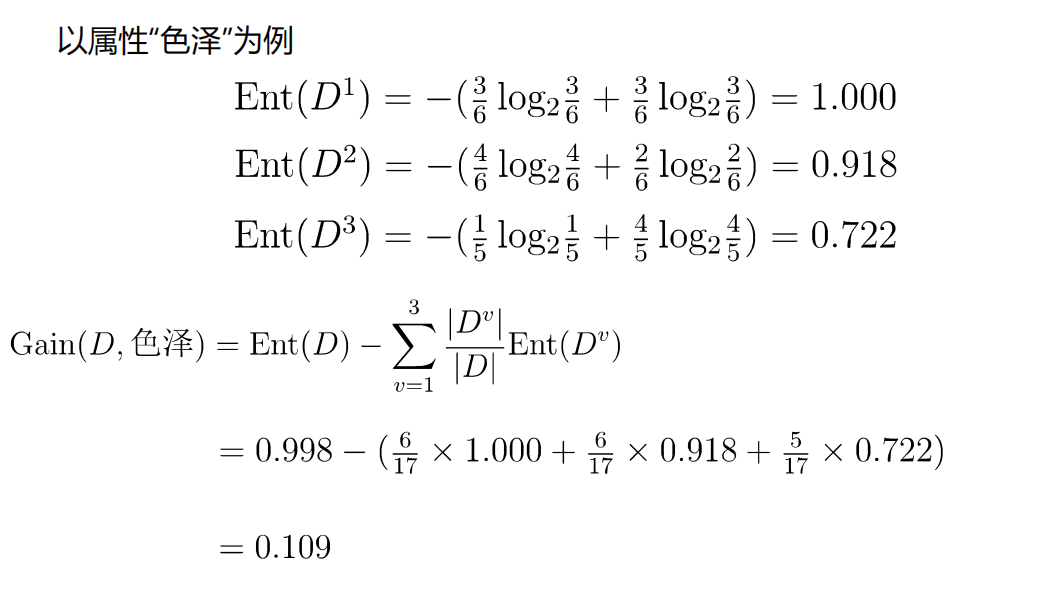 以属性“色泽”为例
Ent(D¹) = −(3/6 log₂ 3/6 + 3/6 log₂ 3/6) = 1.000
Ent(D²) = −(4/6 log₂ 4/6 + 2/6 log₂ 2/6) = 0.918
Ent(D³) = −(1/5 log₂ 1/5 + 4/5 log₂ 4/5) = 0.722
Gain(D, 色泽) = Ent(D) − ∑_{v=1}^{3} |Dᵛ|/|D| Ent(Dᵛ)
= 0.998 − (6/17 × 1.000 + 6/17 × 0.918 + 5/17 × 0.722)
= 0.109